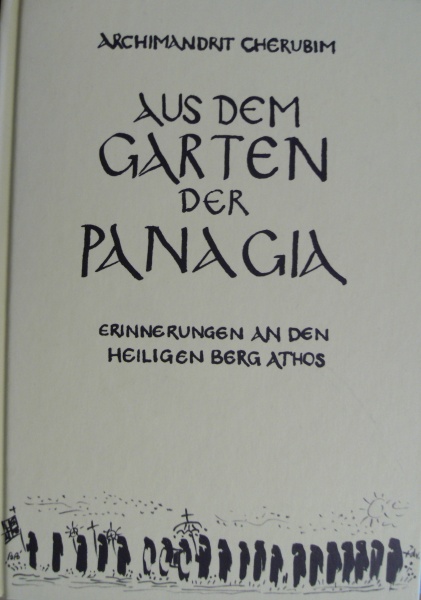 ARCHIMANDRIT CHERUBIM
AUS DEM
GARTEN
DER
PANAGIA
ERINNERUNGEN AN DEN
HEILIGEN BERG ATHOS